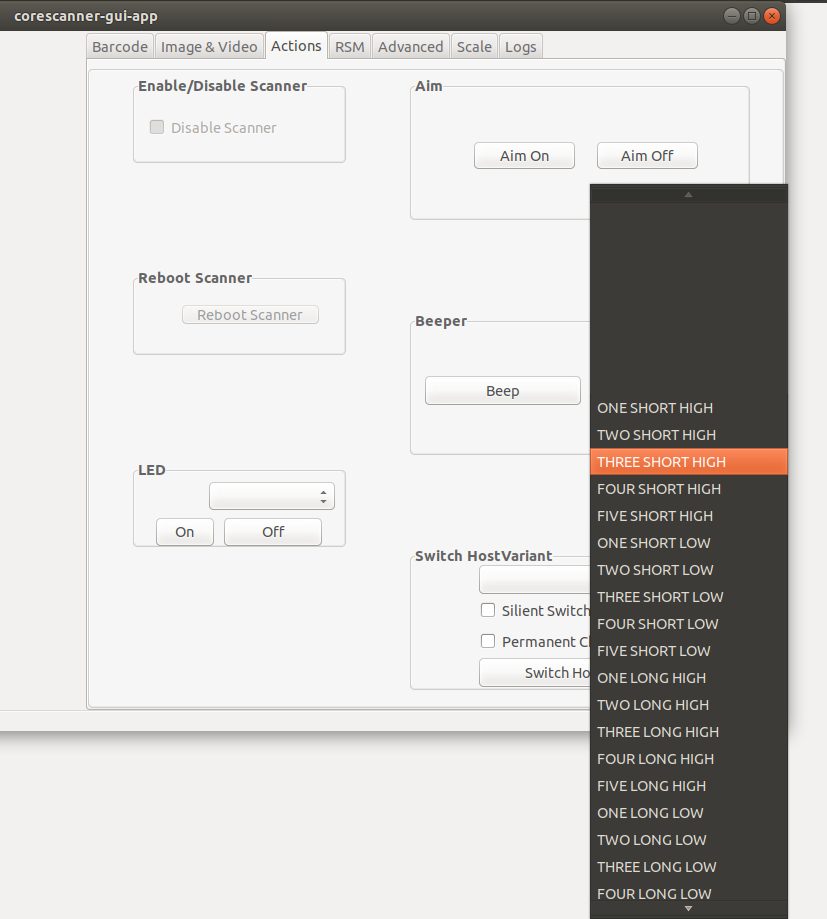 corescanner-gui-app
Barcode Image & Video Actions RSM Advanced Scale Logs
Enable/Disable Scanner
Disable Scanner
Aim
Aim On Aim Off
Reboot Scanner
Reboot Scanner
Beeper
Beep
LED
On Off
Switch HostVariant
Silient Switch
Permanent C
Switch Ho
ONE SHORT HIGH
TWO SHORT HIGH
THREE SHORT HIGH
FOUR SHORT HIGH
FIVE SHORT HIGH
ONE SHORT LOW
TWO SHORT LOW
THREE SHORT LOW
FOUR SHORT LOW
FIVE SHORT LOW
ONE LONG HIGH
TWO LONG HIGH
THREE LONG HIGH
FOUR LONG HIGH
FIVE LONG HIGH
ONE LONG LOW
TWO LONG LOW
THREE LONG LOW
FOUR LONG LOW